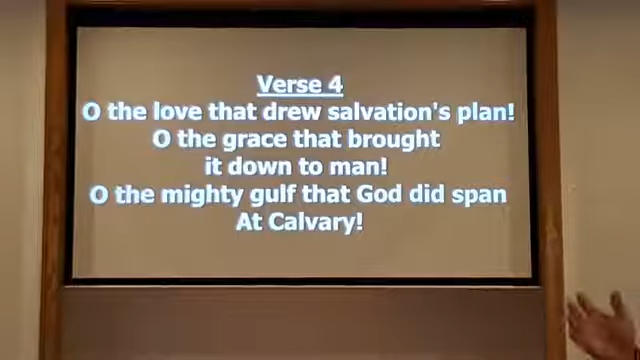 Verse 4
O the love that drew salvation's plan!
O the grace that brought
it down to man!
O the mighty gulf that God did span
At Calvary!